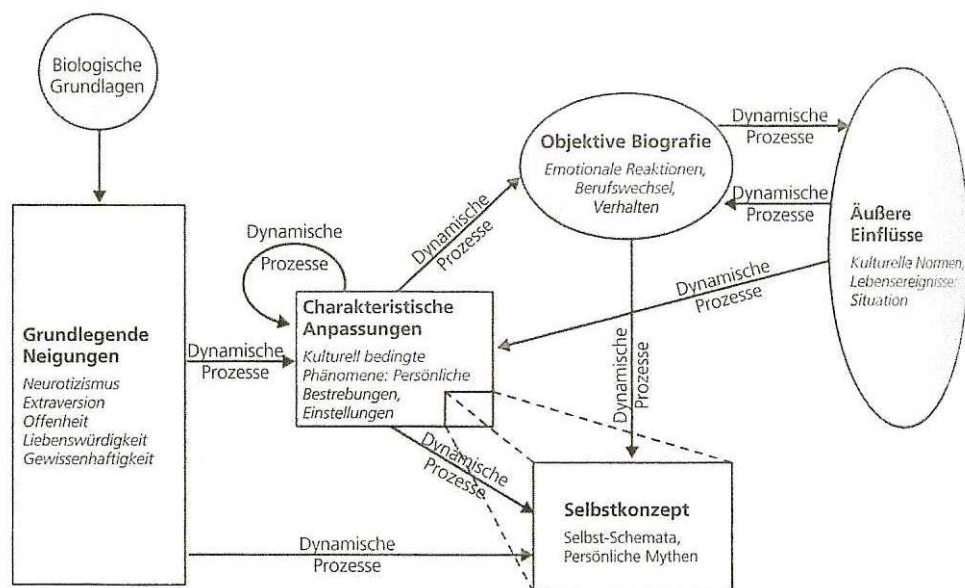 Biologische
Grundlagen
Grundlegende
Neigungen
Neurotizismus
Extraversion
Offenheit
Liebenswürdigkeit
Gewissenhaftigkeit
Dynamische
Prozesse
Dynamische
Prozesse
Charakteristische
Anpassungen
Kulturell bedingte
Phänomene: Persönliche
Bestrebungen,
Einstellungen
Dynamische
Prozesse
Objektive Biografie
Emotionale Reaktionen,
Berufswechsel,
Verhalten
Dynamische
Prozesse
Dynamische
Prozesse
Äußere
Einflüsse
Kulturelle Normen,
Lebensereignisse:
Situation
Dynamische
Prozesse
Dynamische
Prozesse
Dynamische
Prozesse
Dynamische
Prozesse
Selbstkonzept
Selbst-Schemata,
Persönliche Mythen